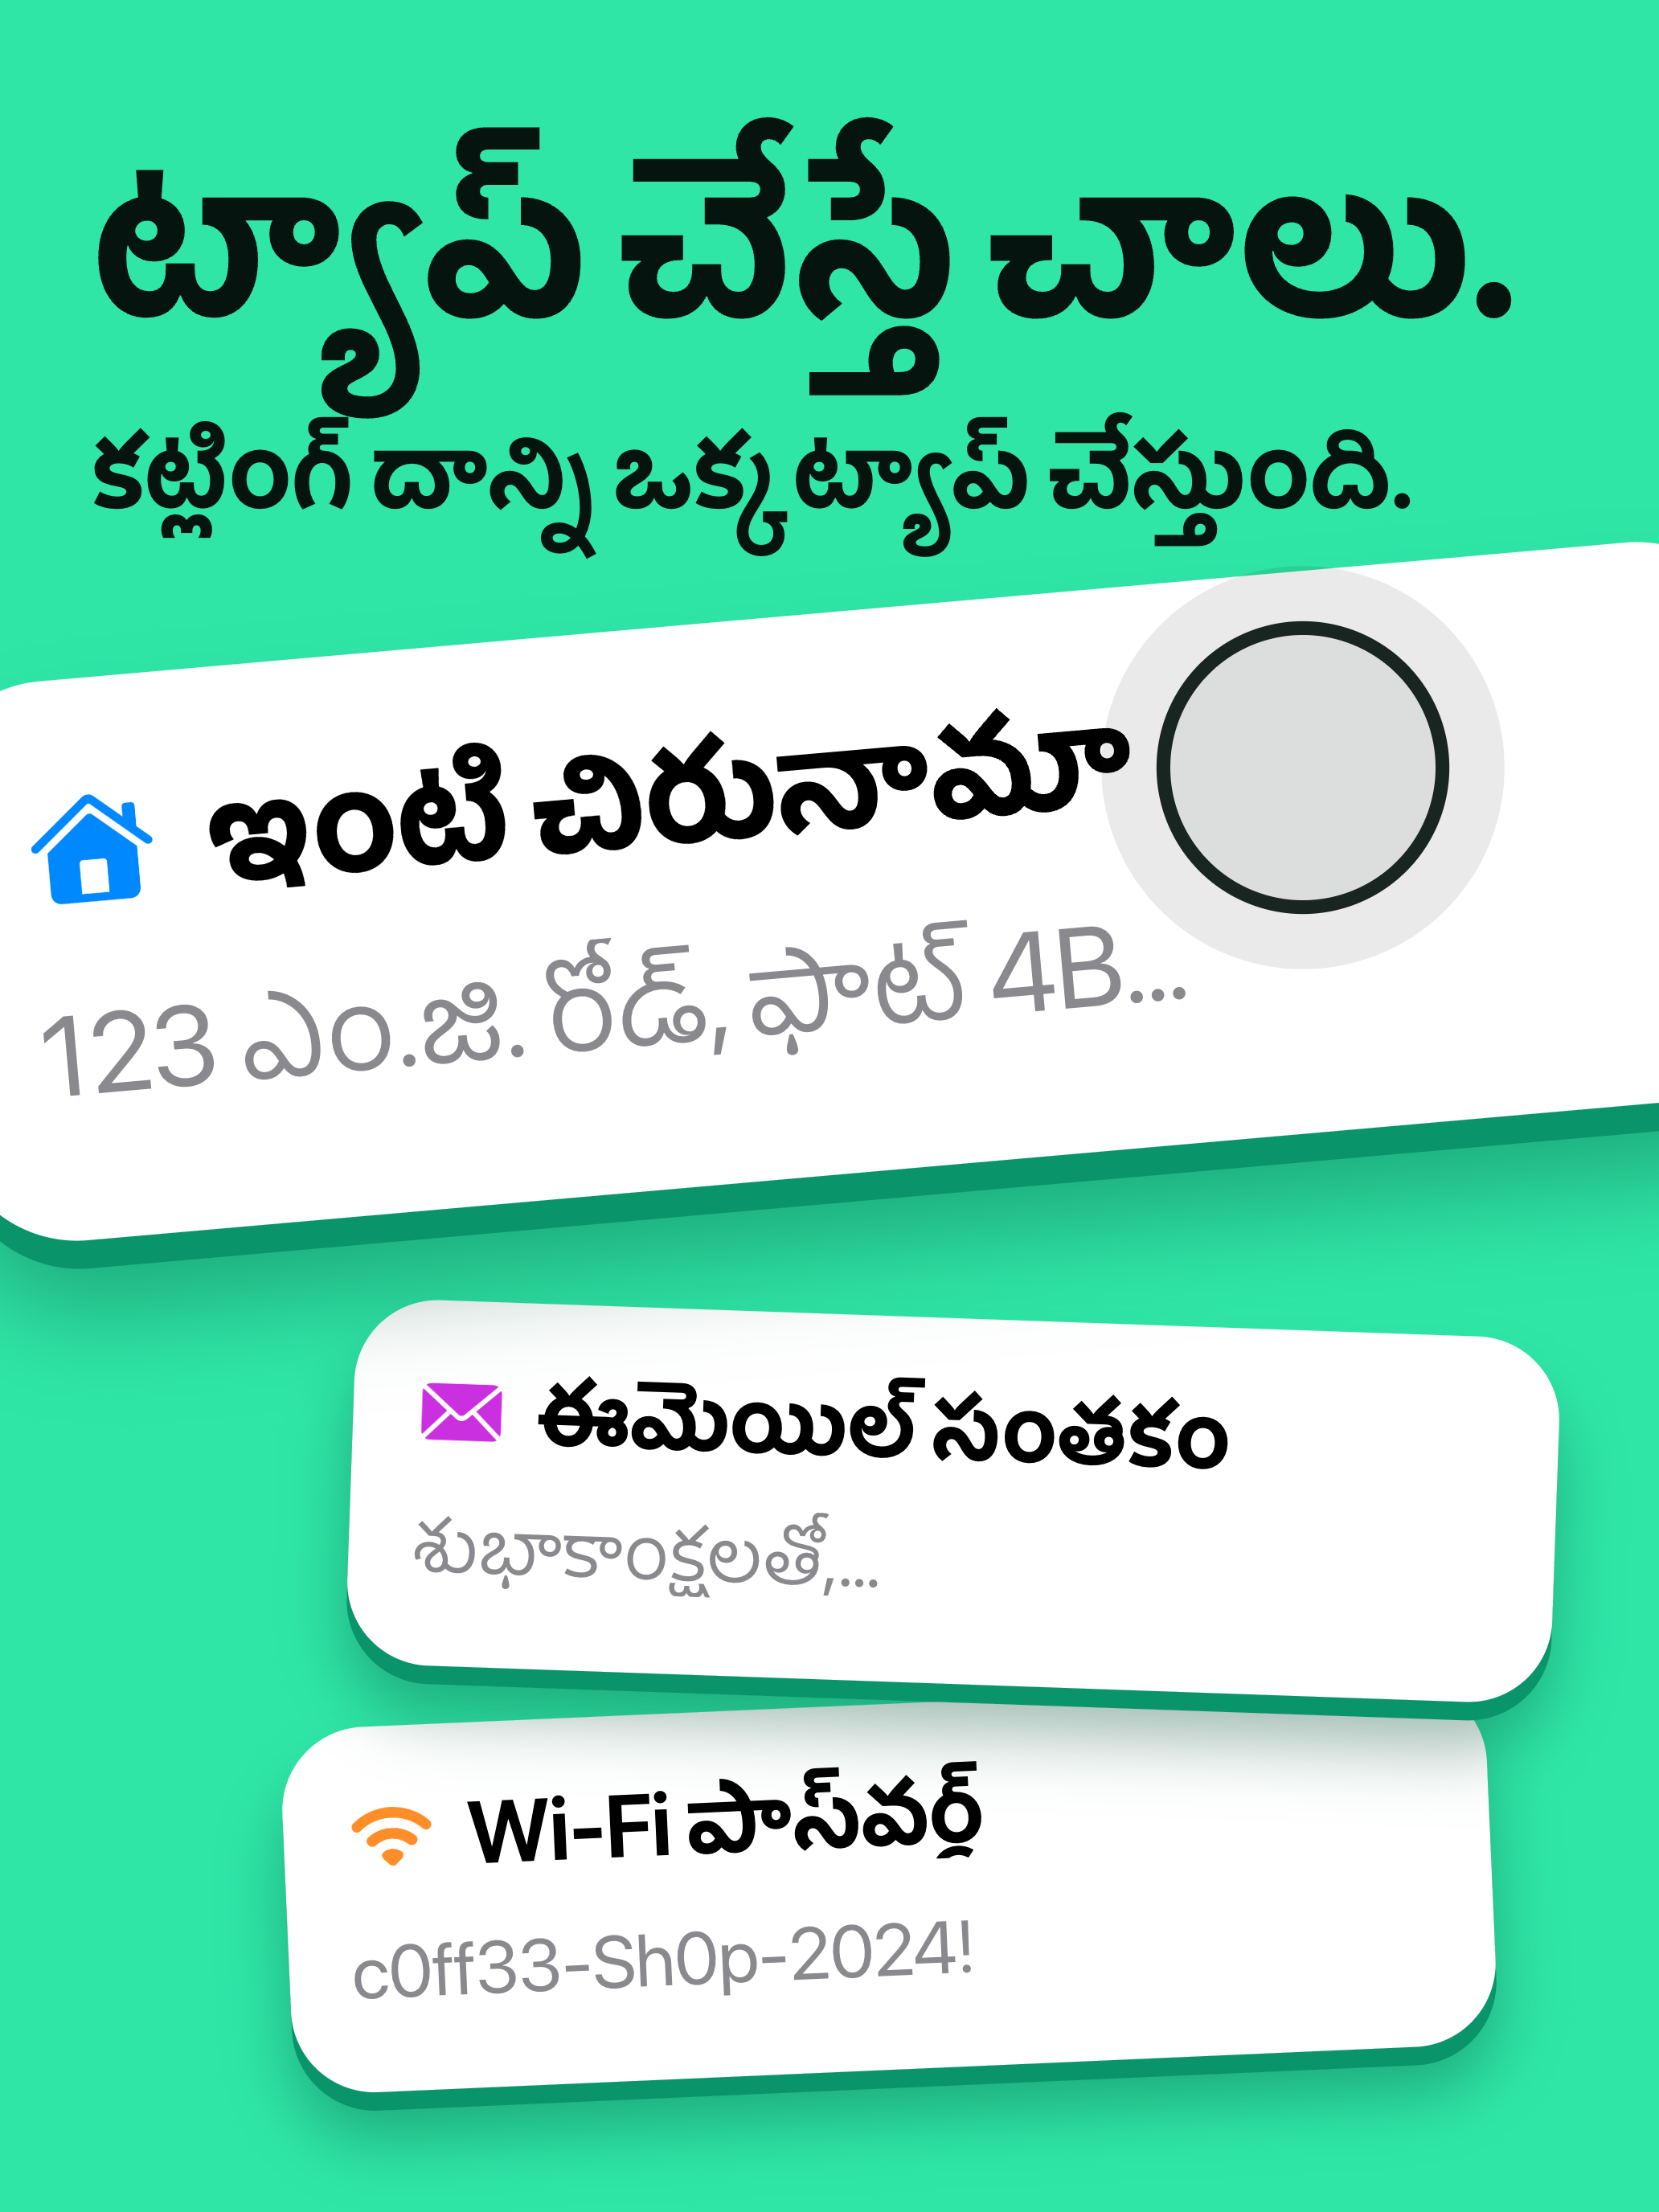 ట్యాప్ చేస్తే చాలు.
కట్లింగ్ దాన్ని ఒక్క ట్యాప్ చేస్తుంది.
ఇంటి చిరునామా
123 ఎం.జి. రోడ్, ఫ్లాట్ 4B...
ఈమెయిల్ సంతకం
శుభాకాంక్షలతో,...
Wi-Fi పాస్‌వర్డ్
c0ff33-Sh0p-2024!